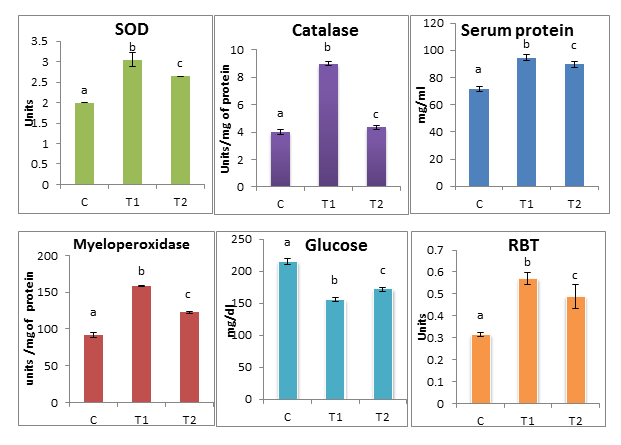 SOD
Units
3.5
3
2.5
2
1.5
1
0.5
0
a
b
c
C T1 T2
Catalase
Units/mg of protein
10
8
6
4
2
0
a
b
c
C T1 T2
Serum protein
mg/ml
120
100
80
60
40
20
0
a
b
c
C T1 T2
Myeloperoxidase
units /mg of protein
200
150
100
50
0
a
b
c
C T1 T2
Glucose
mg/dl
250
200
150
100
50
0
a
b
c
C T1 T2
RBT
Units
0.7
0.6
0.5
0.4
0.3
0.2
0.1
0
a
b
c
C T1 T2